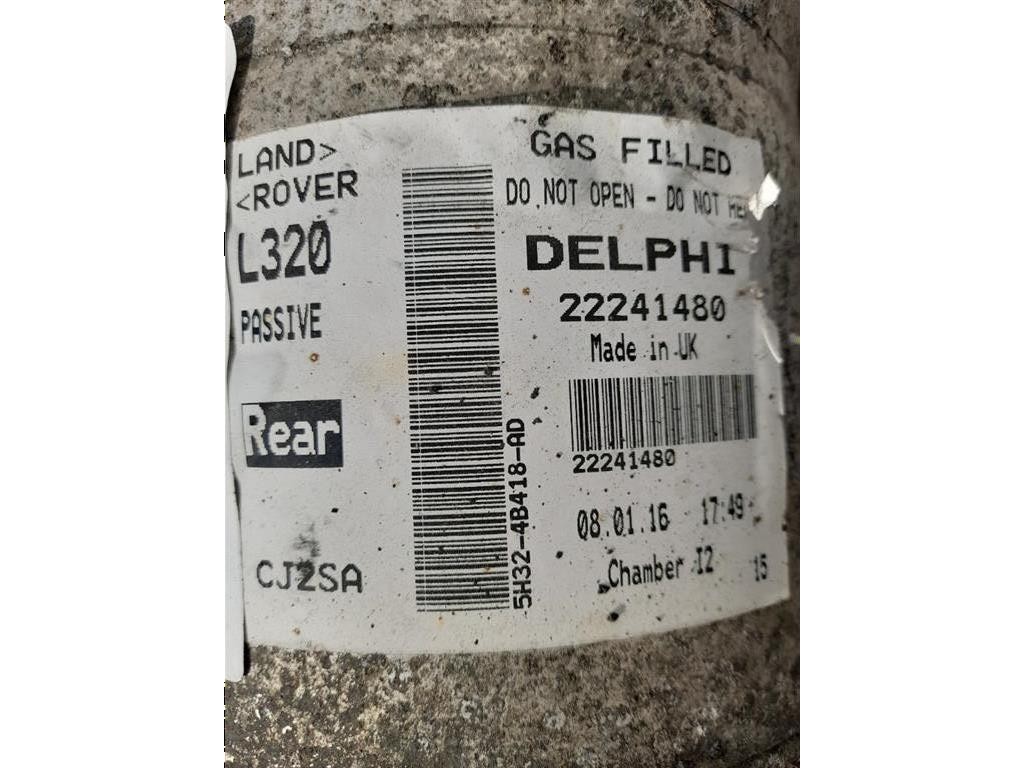 LAND>
<ROVER
L320
PASSIVE
Rear
CJ2SA
5H32-4B418-AD
GAS FILLED
DO NOT OPEN - DO NOT
DELPHI
22241480
Made in UK
22241480
08.01.16 17:49
Chamber I2 15